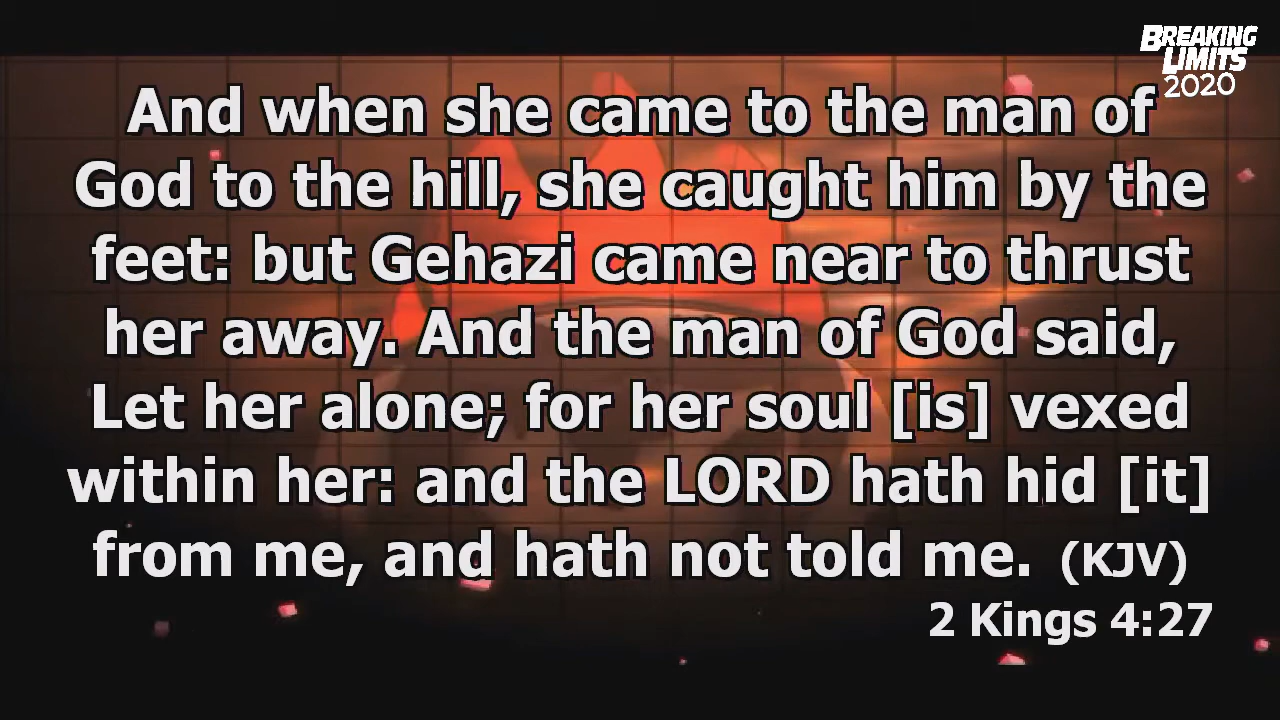 BREAKING
LIMITS
2020
And when she came to the man of
God to the hill, she caught him by the
feet: but Gehazi came near to thrust
her away. And the man of God said,
Let her alone; for her soul [is] vexed
within her: and the LORD hath hid [it]
from me, and hath not told me. (KJV)
2 Kings 4:27